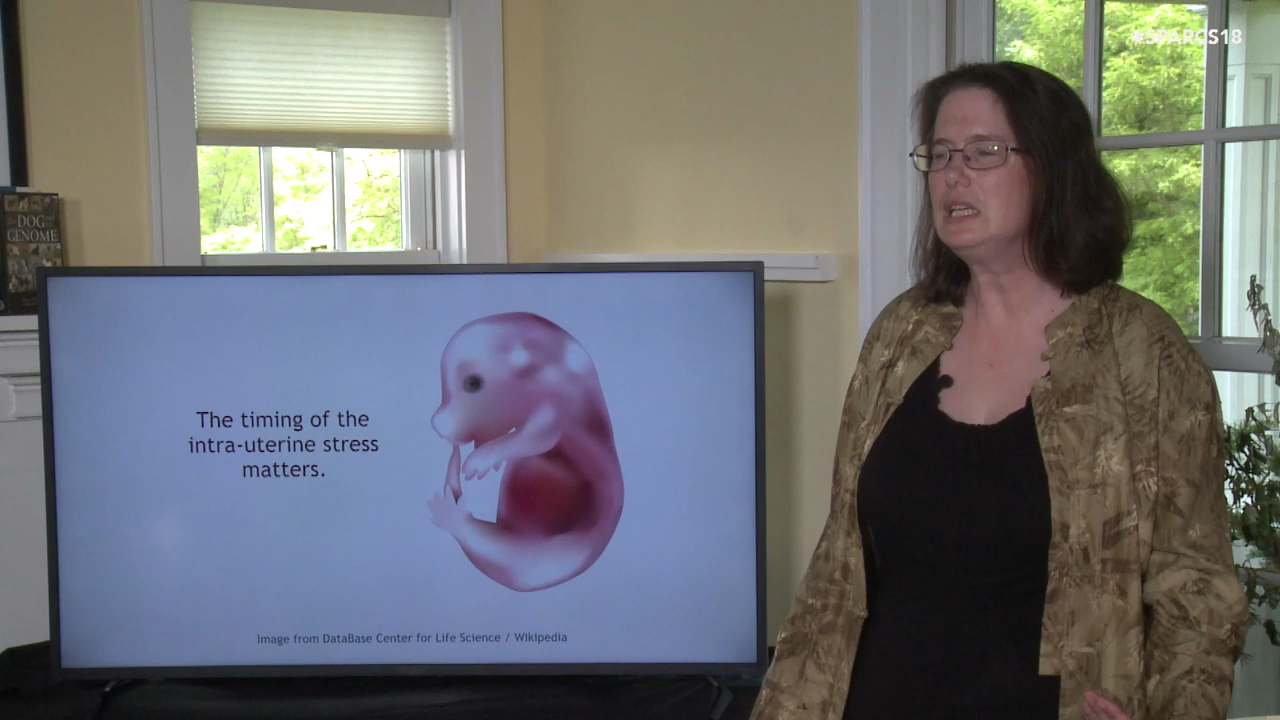 #SPARCS18
DOG
GENOME
The timing of the
intra-uterine stress
matters.
Image from DataBase Center for Life Science / Wikipedia